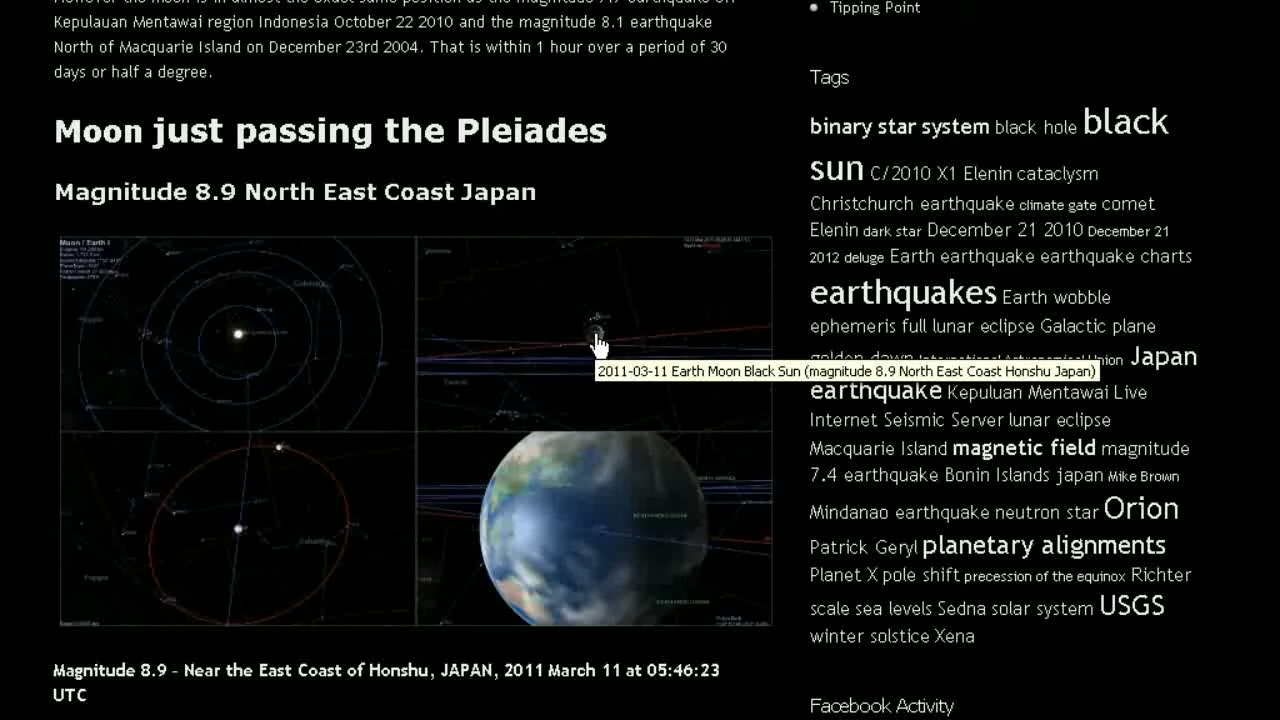 Kepulauan Mentawai region Indonesia October 22 2010 and the magnitude 8.1 earthquake
North of Macquarie Island on December 23rd 2004. That is within 1 hour over a period of 30
days or half a degree.
Moon just passing the Pleiades
Magnitude 8.9 North East Coast Japan
Moon / Earth /
2011-03-11 Earth Moon Black Sun (magnitude 8.9 North East Coast Honshu Japan)
Magnitude 8.9 - Near the East Coast of Honshu, JAPAN, 2011 March 11 at 05:46:23
UTC
Tipping Point
Tags
binary star system black hole black
sun C/2010 X1 Elenin cataclysm
Christchurch earthquake climate gate comet
Elenin dark star December 21 2010 December 21
2012 deluge Earth earthquake earthquake charts
earthquakes Earth wobble
ephemeris full lunar eclipse Galactic plane
golden dawn International Astronomical Union Japan
earthquake Kepuluan Mentawai Live
Internet Seismic Server lunar eclipse
Macquarie Island magnetic field magnitude
7.4 earthquake Bonin Islands japan Mike Brown
Mindanao earthquake neutron star Orion
Patrick Geryl planetary alignments
Planet X pole shift precession of the equinox Richter
scale sea levels Sedna solar system USGS
winter solstice Xena
Facebook Activity